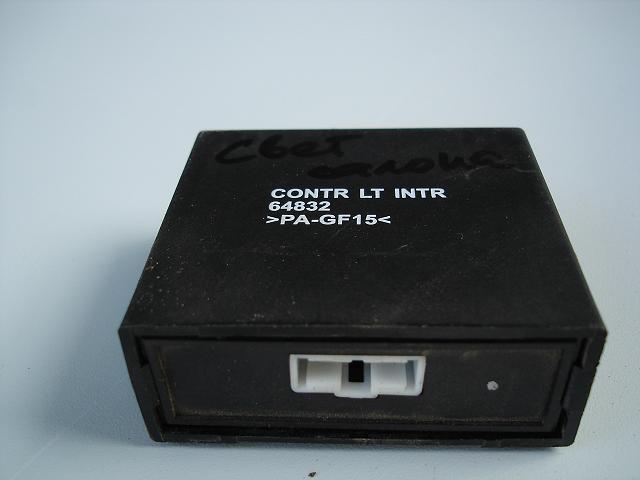 Свет
салона
CONTR LT INTR
64832
>PA-GF15<